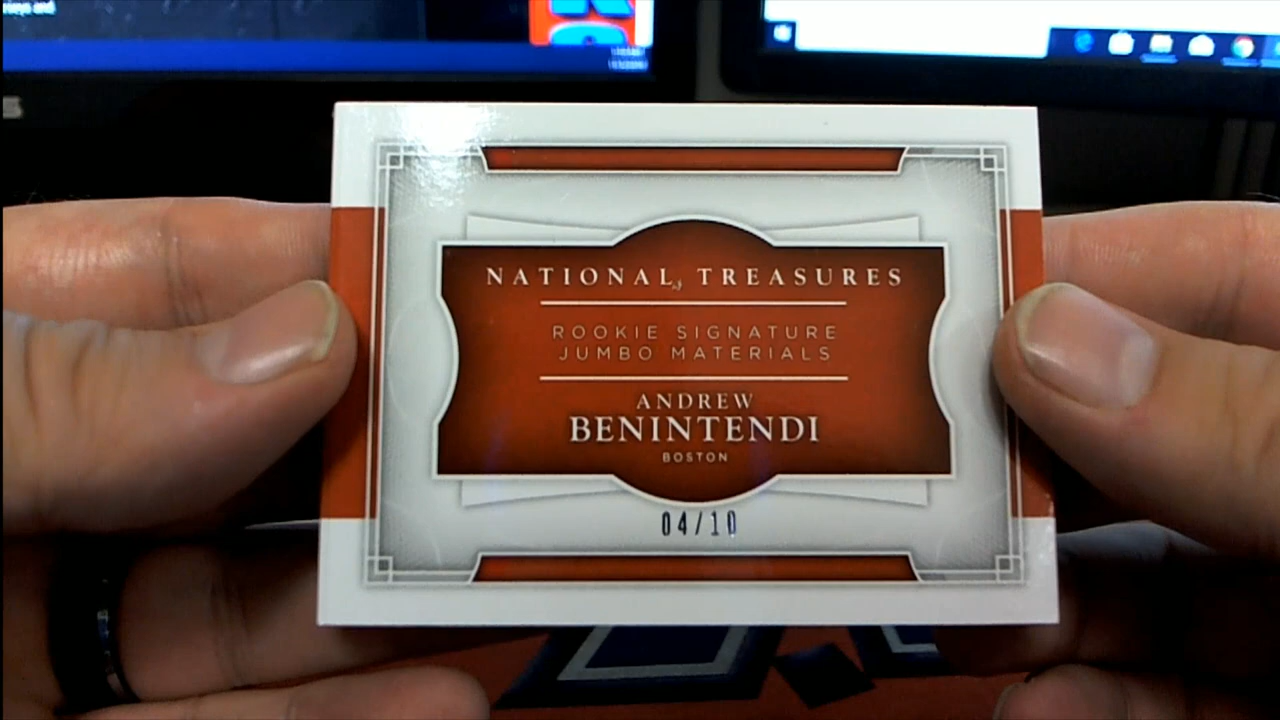 NATIONAL TREASURES
ROOKIE SIGNATURE
JUMBO MATERIALS
ANDREW
BENINTENDI
BOSTON
04/10